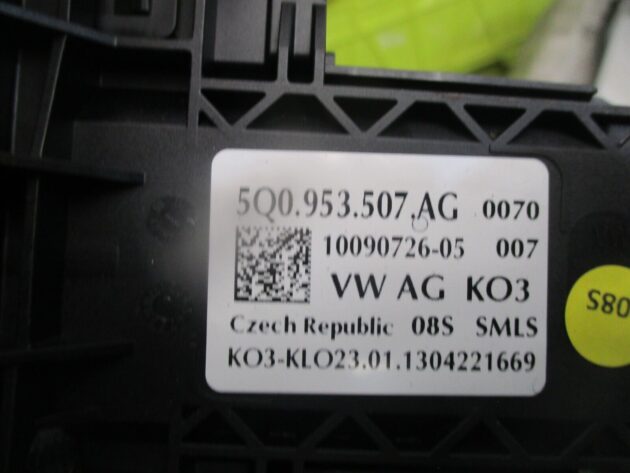 5Q0.953.507.AG 0070
10090726-05 007
VW AG KO3
Czech Republic 08S SMLS
KO3-KLO23.01.1304221669
08S